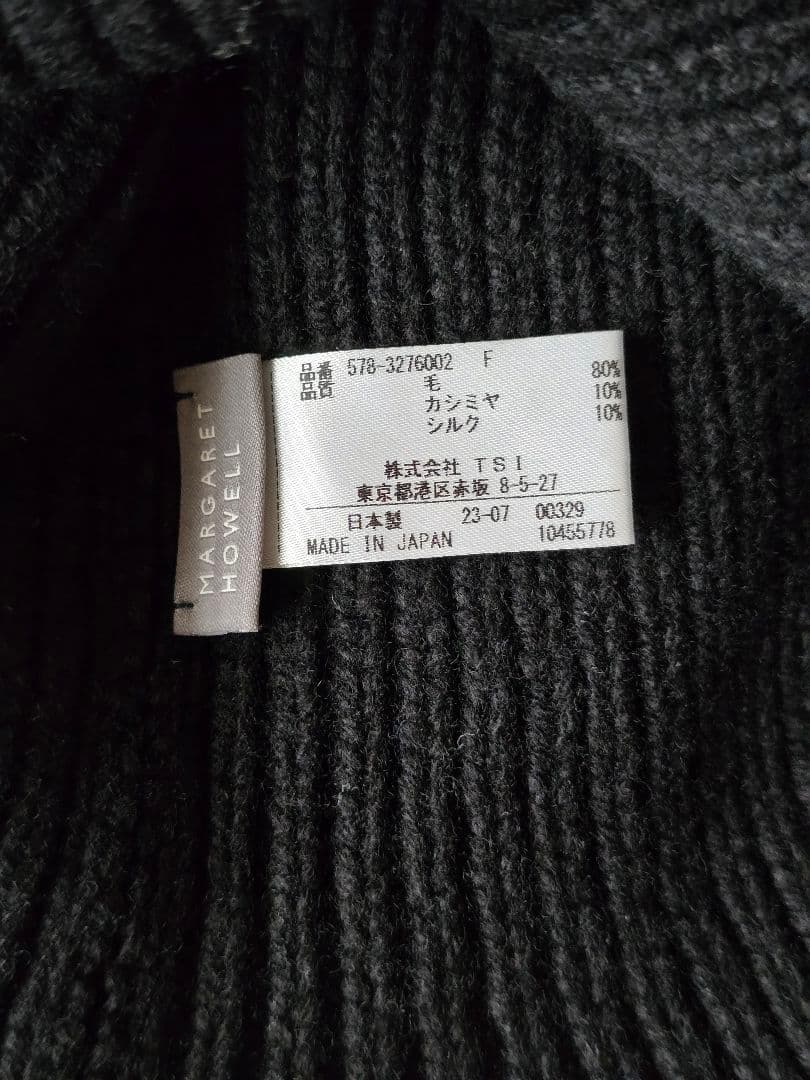 MARGARET
HOWELL
品番 578-3276002 F
品質 毛 80%
カシミヤ 10%
シルク 10%
株式会社 TSI
東京都港区赤坂 8-5-27
日本製 23-07 00329
MADE IN JAPAN 10455778